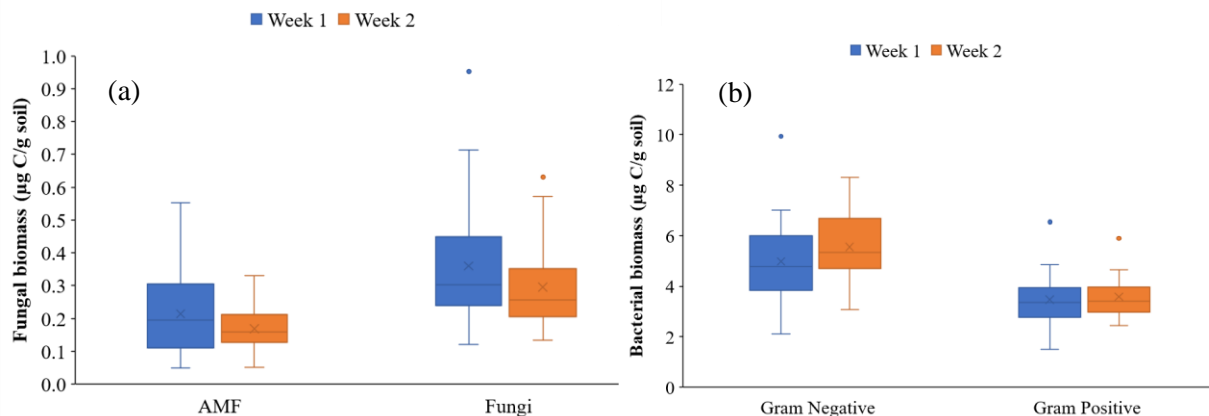 Week 1 Week 2
(a)
Fungal biomass (µg C/g soil)
1.0
0.9
0.8
0.7
0.6
0.5
0.4
0.3
0.2
0.1
0.0
AMF Fungi
Week 1 Week 2
(b)
Bacterial biomass (µg C/g soil)
12
10
8
6
4
2
0
Gram Negative Gram Positive